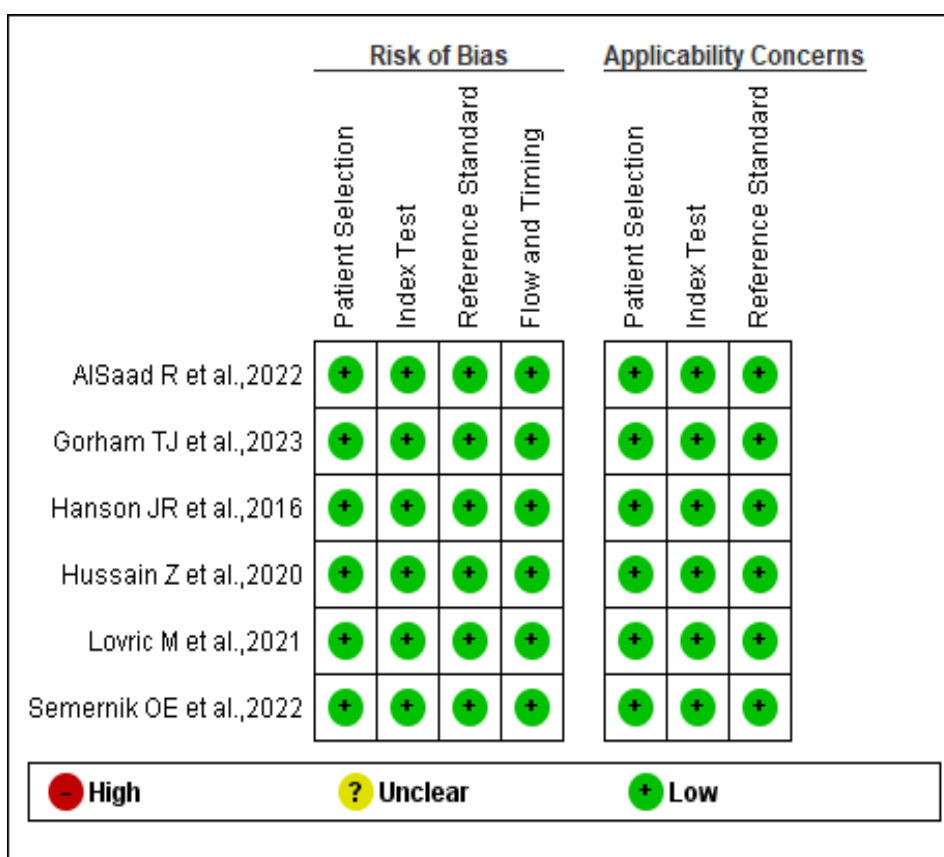 Risk of Bias Applicability Concerns
Patient Selection
Index Test
Reference Standard
Flow and Timing
Patient Selection
Index Test
Reference Standard
AlSaad R et al.,2022 + + + + + + +
Gorham TJ et al.,2023 + + + + + + +
Hanson JR et al.,2016 + + + + + + +
Hussain Z et al.,2020 + + + + + + +
Lovric M et al.,2021 + + + + + + +
Semernik OE et al.,2022 + + + + + + +
- High ? Unclear + Low